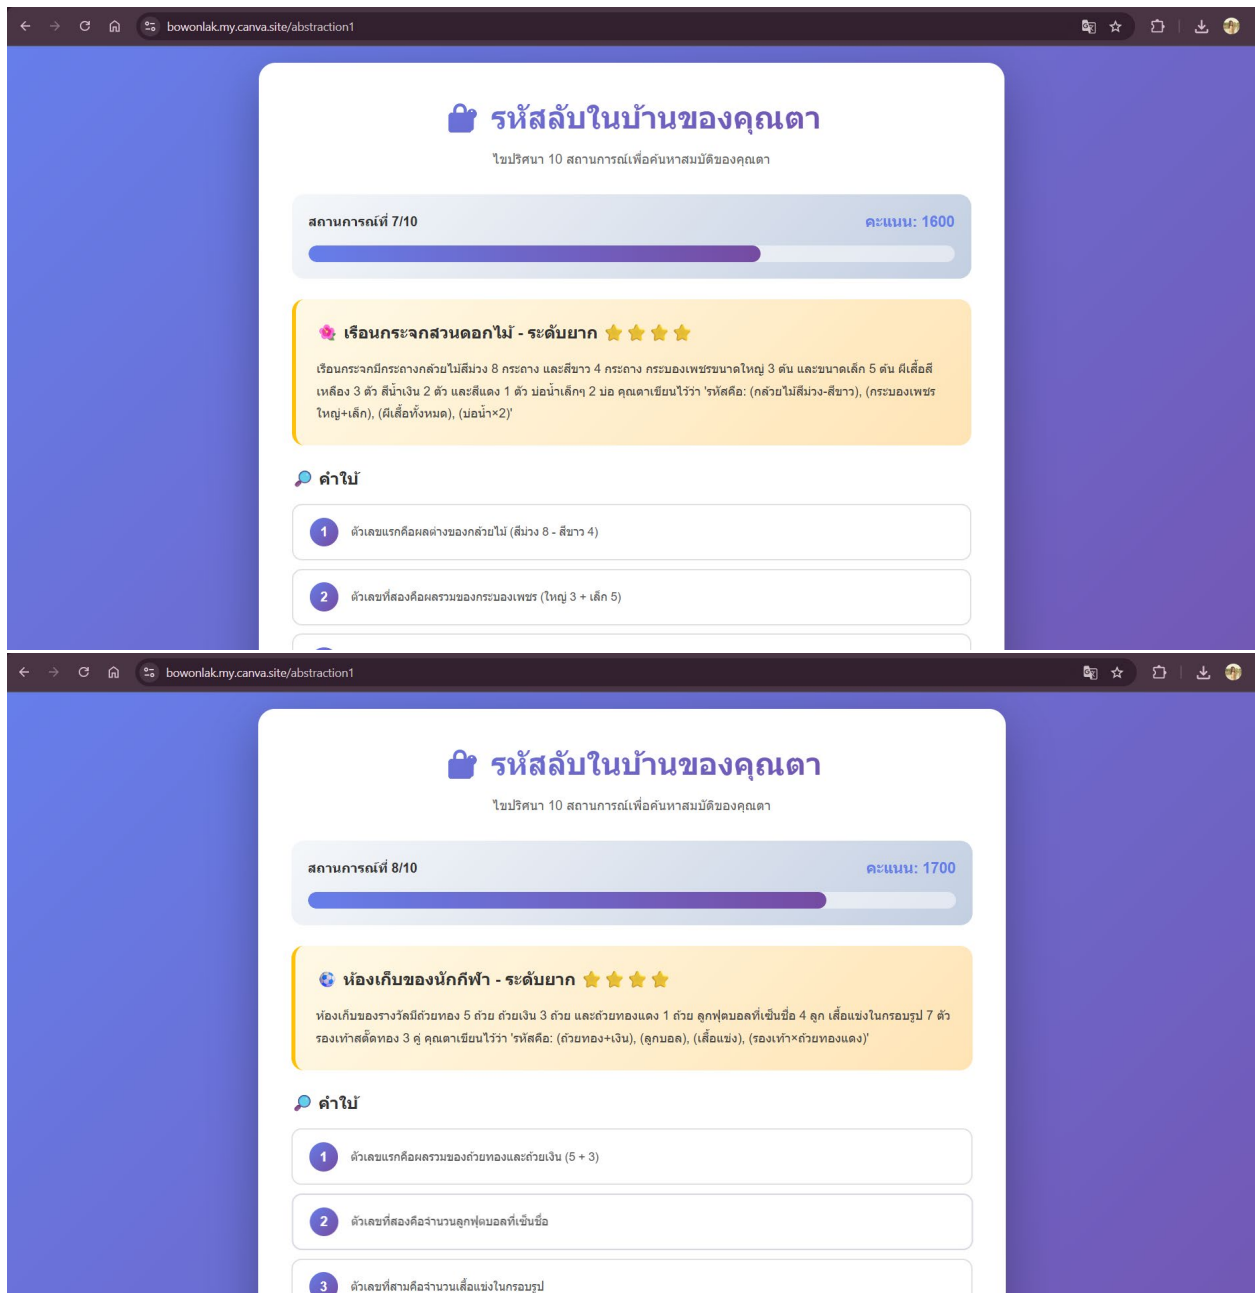 bowonlak.my.canva.site/abstraction1
รหัสลับในบ้านของคุณตา
ไขปริศนา 10 สถานการณ์เพื่อค้นหาสมบัติของคุณตา
สถานการณ์ที่ 7/10
คะแนน: 1600
เรือนกระจกสวนดอกไม้ - ระดับยาก
เรือนกระจกมีกระถางกล้วยไม้สีม่วง 8 กระถาง และสีขาว 4 กระถาง กระบองเพชรขนาดใหญ่ 3 ต้น และขนาดเล็ก 5 ต้น ผีเสื้อสี
เหลือง 3 ตัว สีน้ำเงิน 2 ตัว และสีแดง 1 ตัว บ่อน้ำเล็กๆ 2 บ่อ คุณตาเขียนไว้ว่า 'รหัสคือ: (กล้วยไม้สีม่วง-สีขาว), (กระบองเพชร
ใหญ่+เล็ก), (ผีเสื้อทั้งหมด), (บ่อน้ำ×2)'
คำใบ้
1 ตัวเลขแรกคือผลต่างของกล้วยไม้ (สีม่วง 8 - สีขาว 4)
2 ตัวเลขที่สองคือผลรวมของกระบองเพชร (ใหญ่ 3 + เล็ก 5)
bowonlak.my.canva.site/abstraction1
รหัสลับในบ้านของคุณตา
ไขปริศนา 10 สถานการณ์เพื่อค้นหาสมบัติของคุณตา
สถานการณ์ที่ 8/10
คะแนน: 1700
ห้องเก็บของนักกีฬา - ระดับยาก
ห้องเก็บของรางวัลมีถ้วยทอง 5 ถ้วย ถ้วยเงิน 3 ถ้วย และถ้วยทองแดง 1 ถ้วย ลูกฟุตบอลที่เซ็นชื่อ 4 ลูก เสื้อแข่งในกรอบรูป 7 ตัว
รองเท้าสตั๊ดทอง 3 คู่ คุณตาเขียนไว้ว่า 'รหัสคือ: (ถ้วยทอง+เงิน), (ลูกบอล), (เสื้อแข่ง), (รองเท้า×ถ้วยทองแดง)'
คำใบ้
1 ตัวเลขแรกคือผลรวมของถ้วยทองและถ้วยเงิน (5 + 3)
2 ตัวเลขที่สองคือจำนวนลูกฟุตบอลที่เซ็นชื่อ
3 ตัวเลขที่สามคือจำนวนเสื้อแข่งในกรอบรูป